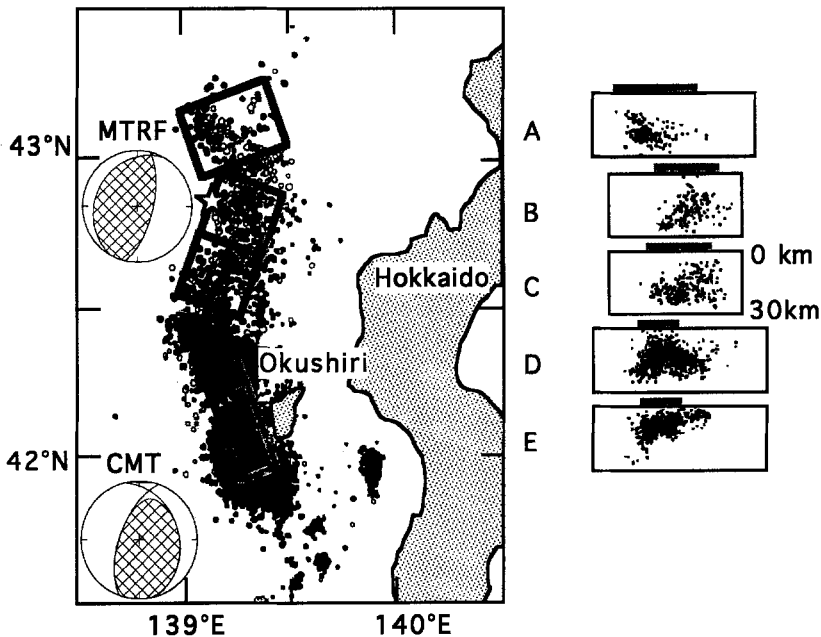 MTRF
43°N
Hokkaido
Okushiri
42°N
CMT
139°E
140°E
A
B
C
0 km
30km
D
E